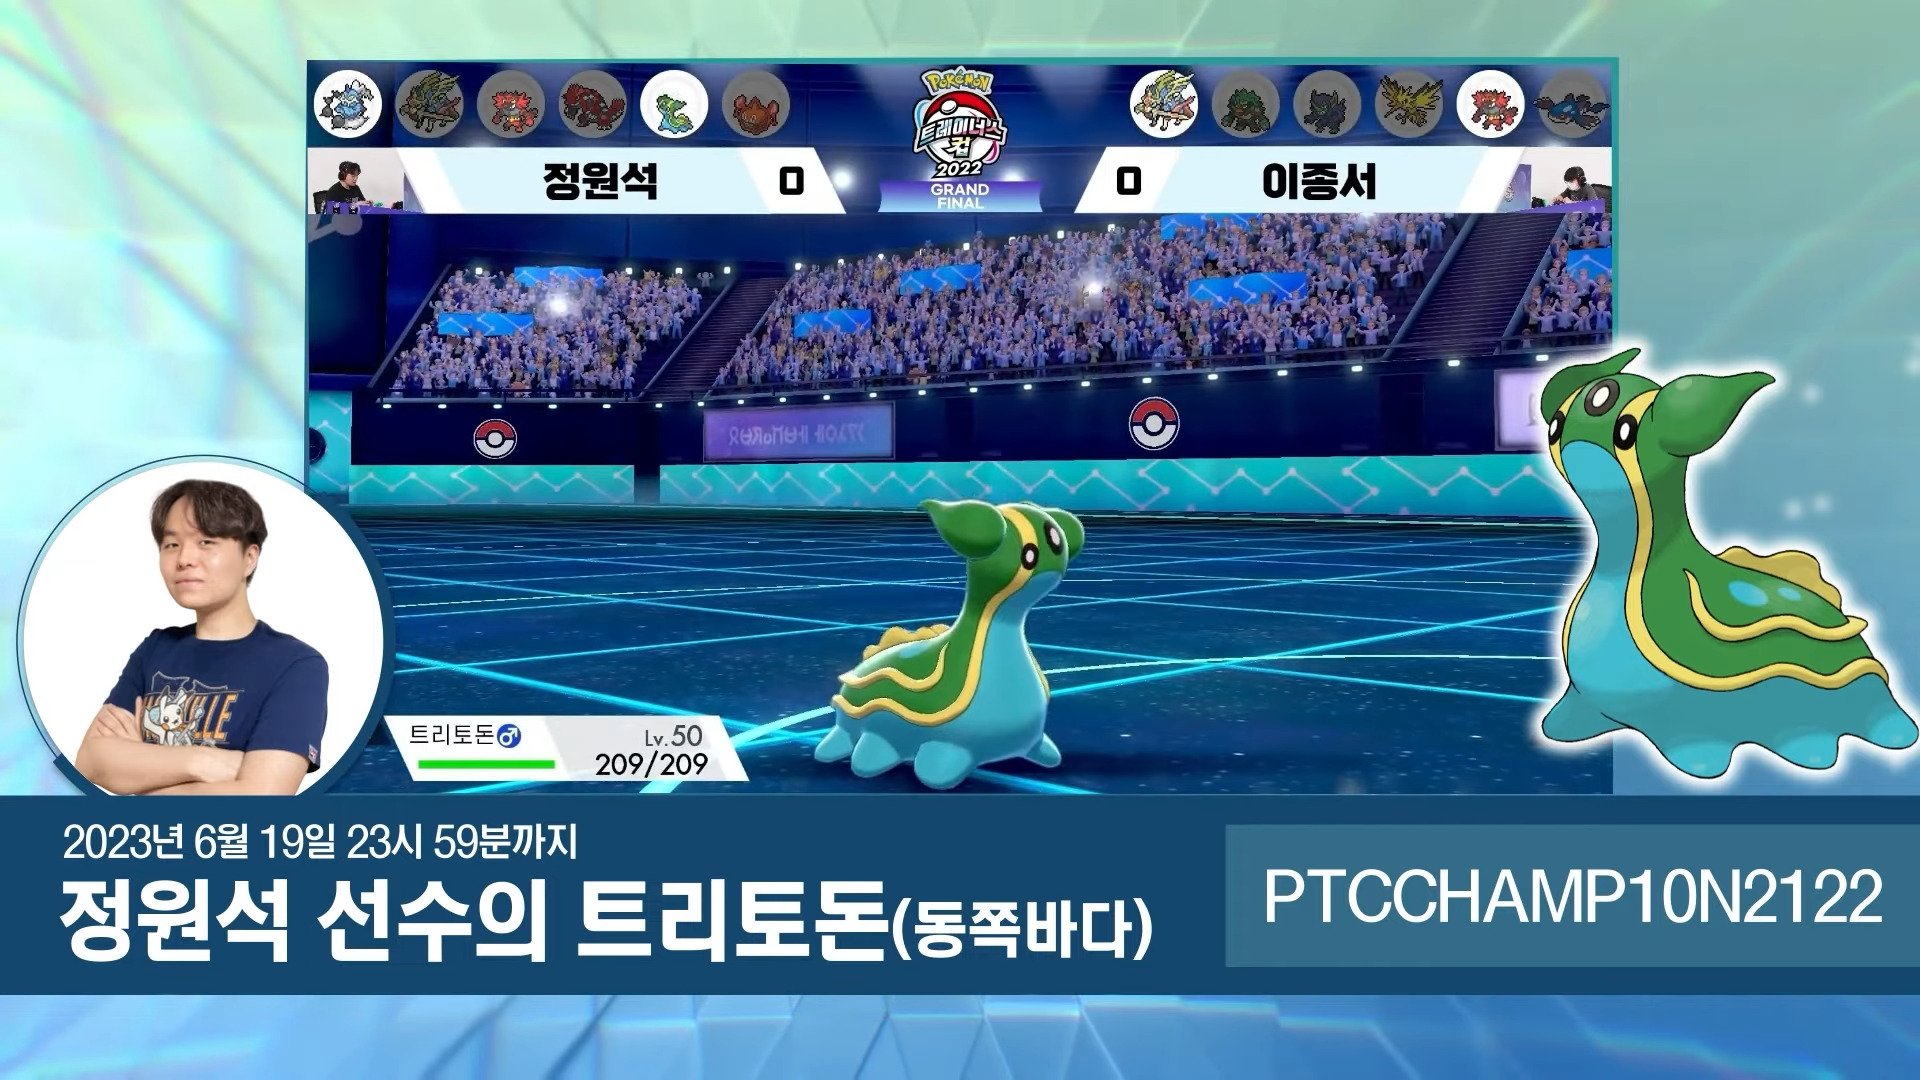 Pokémon
트레이너스
컵
2022
GRAND
FINAL
정원석 0
0 이종서
트리토돈♂ Lv.50
209/209
2023년 6월 19일 23시 59분까지
정원석 선수의 트리토돈(동쪽바다)
PTCCHAMP10N2122